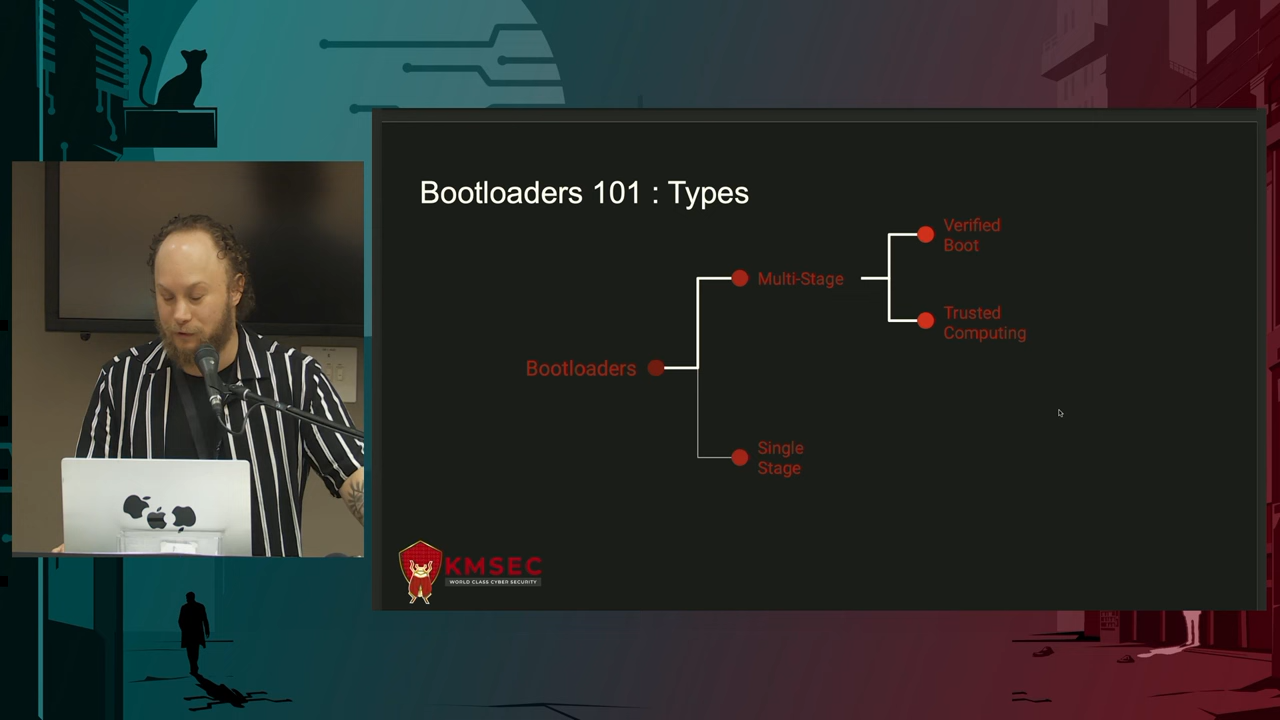 Bootloaders 101 : Types
Verified
Boot
Multi-Stage
Trusted
Computing
Bootloaders
Single
Stage
KMSEC
WORLD CLASS CYBER SECURITY